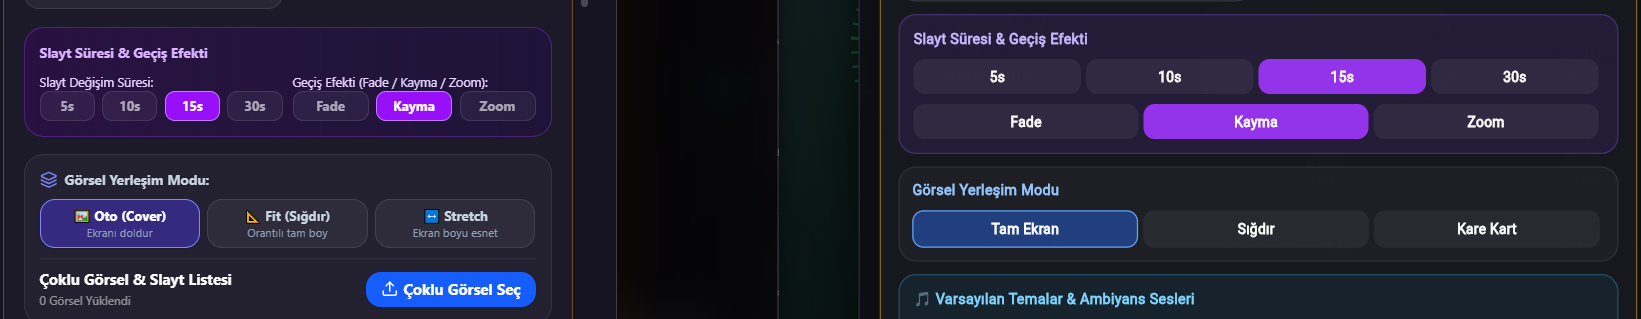 Slayt Süresi & Geçiş Efekti
Slayt Değişim Süresi:
5s 10s 15s 30s
Geçiş Efekti (Fade / Kayma / Zoom):
Fade Kayma Zoom
Görsel Yerleşim Modu:
Oto (Cover)
Ekranı doldur
Fit (Sığdır)
Orantılı tam boy
Stretch
Ekran boyu esnet
Çoklu Görsel & Slayt Listesi
0 Görsel Yüklendi
Çoklu Görsel Seç
Slayt Süresi & Geçiş Efekti
5s 10s 15s 30s
Fade Kayma Zoom
Görsel Yerleşim Modu
Tam Ekran Sığdır Kare Kart
🎵 Varsayılan Temalar & Ambiyans Sesleri